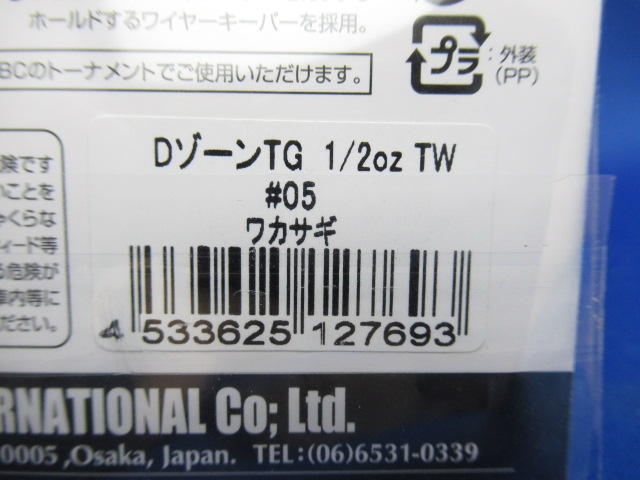 ホールドするワイヤーキーパーを採用。
BCのトーナメントでご使用いただけます。
プラ
:外装
(PP)
険です
いことを
ゃくらな
ィード等
る危険が
車内等に
ださい。
DゾーンTG 1/2oz TW
#05
ワカサギ
4 533625 127693
RNATIONAL Co; Ltd.
0005 ,Osaka, Japan. TEL:(06)6531-0339